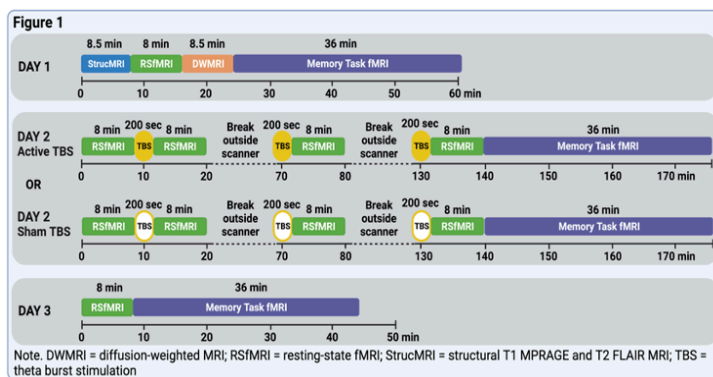 Figure 1
8.5 min 8 min 8.5 min 36 min
DAY 1 StrucMRI RSfMRI DWMRI Memory Task fMRI
0 10 20 30 40 50 60 min
8 min 200 sec 8 min Break outside scanner 200 sec 8 min Break outside scanner 200 sec 8 min 36 min
DAY 2 Active TBS RSfMRI TBS RSfMRI TBS RSfMRI TBS RSfMRI Memory Task fMRI
0 10 20 70 80 130 140 150 160 170 min
OR
8 min 200 sec 8 min Break outside scanner 200 sec 8 min Break outside scanner 200 sec 8 min 36 min
DAY 2 Sham TBS RSfMRI TBS RSfMRI TBS RSfMRI TBS RSfMRI Memory Task fMRI
0 10 20 70 80 130 140 150 160 170 min
8 min 36 min
DAY 3 RSfMRI Memory Task fMRI
0 10 20 30 40 50 min
Note. DWMRI = diffusion-weighted MRI; RSfMRI = resting-state fMRI; StrucMRI = structural T1 MPRAGE and T2 FLAIR MRI; TBS =
theta burst stimulation